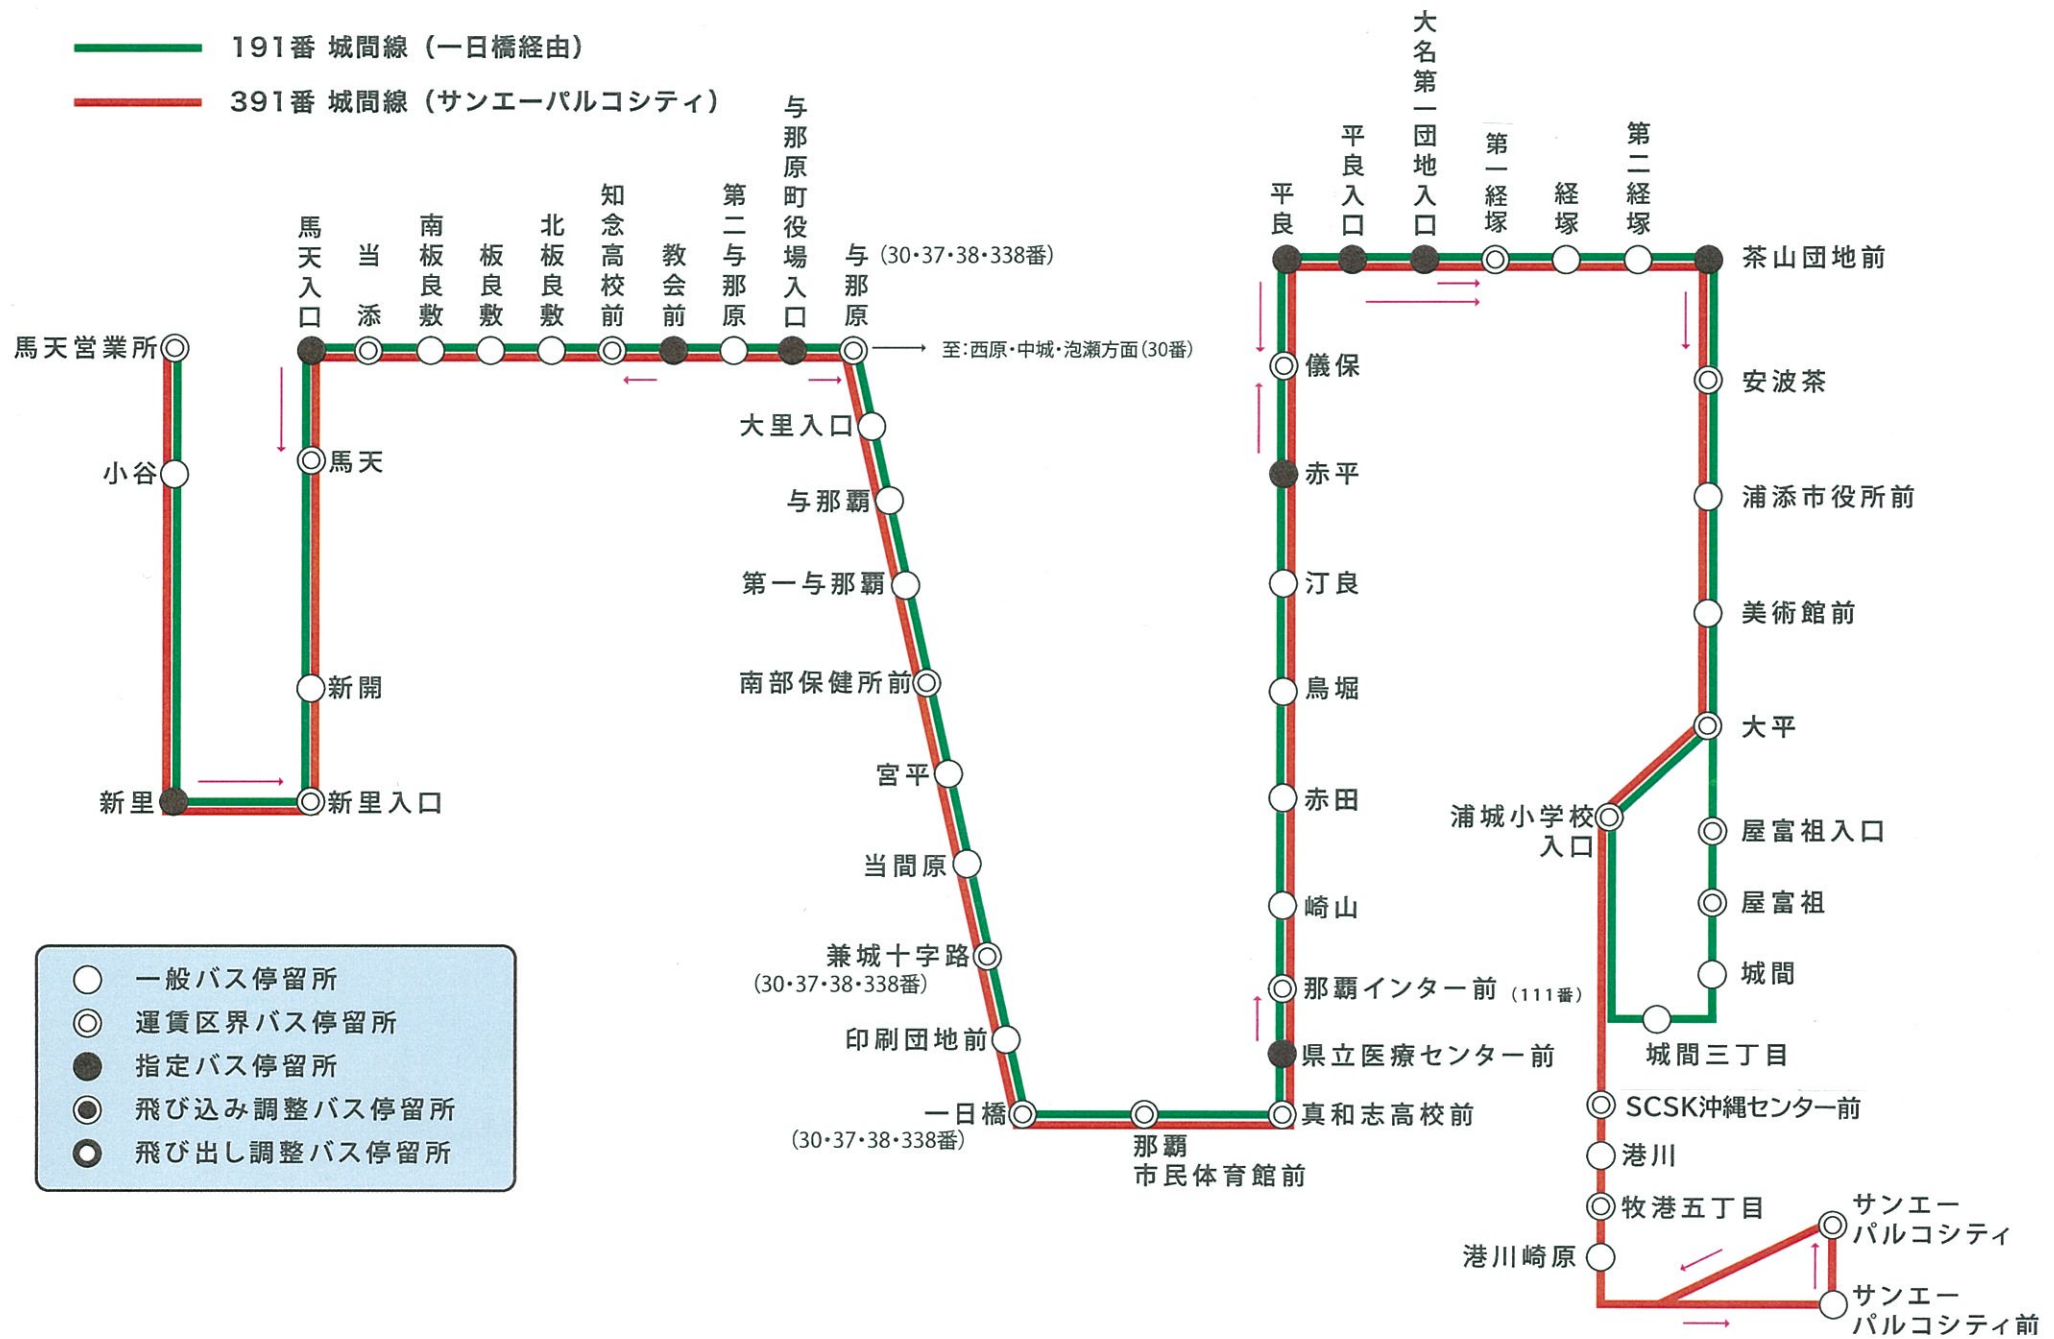 191番 城間線（一日橋経由）
391番 城間線（サンエーパルコシティ）
馬天営業所
小谷
新里
新里入口
新開
馬天
馬天入口
当添
南板良敷
板良敷
北板良敷
知念高校前
教会前
第二与那原
与那原町役場入口
与那原
（30・37・38・338番）
至：西原・中城・泡瀬方面（30番）
大里入口
与那覇
第一与那覇
南部保健所前
宮平
当間原
兼城十字路
（30・37・38・338番）
印刷団地前
一日橋
（30・37・38・338番）
那覇
市民体育館前
真和志高校前
県立医療センター前
那覇インター前（111番）
崎山
赤田
鳥堀
汀良
赤平
儀保
平良
平良入口
大名第一団地入口
第一経塚
経塚
第二経塚
茶山団地前
安波茶
浦添市役所前
美術館前
大平
屋富祖入口
屋富祖
城間
城間三丁目
浦城小学校
入口
SCSK沖縄センター前
港川
牧港五丁目
港川崎原
サンエー
パルコシティ
サンエー
パルコシティ前
一般バス停留所
運賃区界バス停留所
指定バス停留所
飛び込み調整バス停留所
飛び出し調整バス停留所